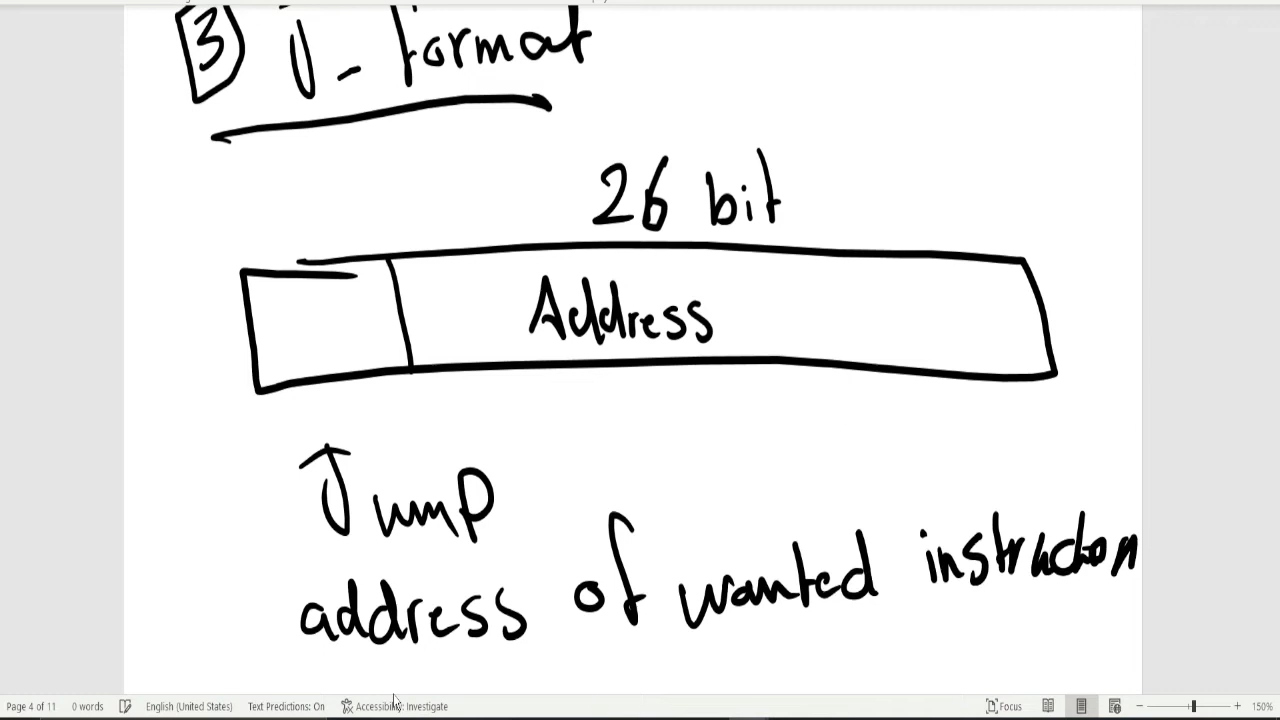 3 J - format
26 bit
Address
Jump
address of wanted instruction
Page 4 of 11 0 words English (United States) Text Predictions: On Accessibility: Investigate Focus 150%